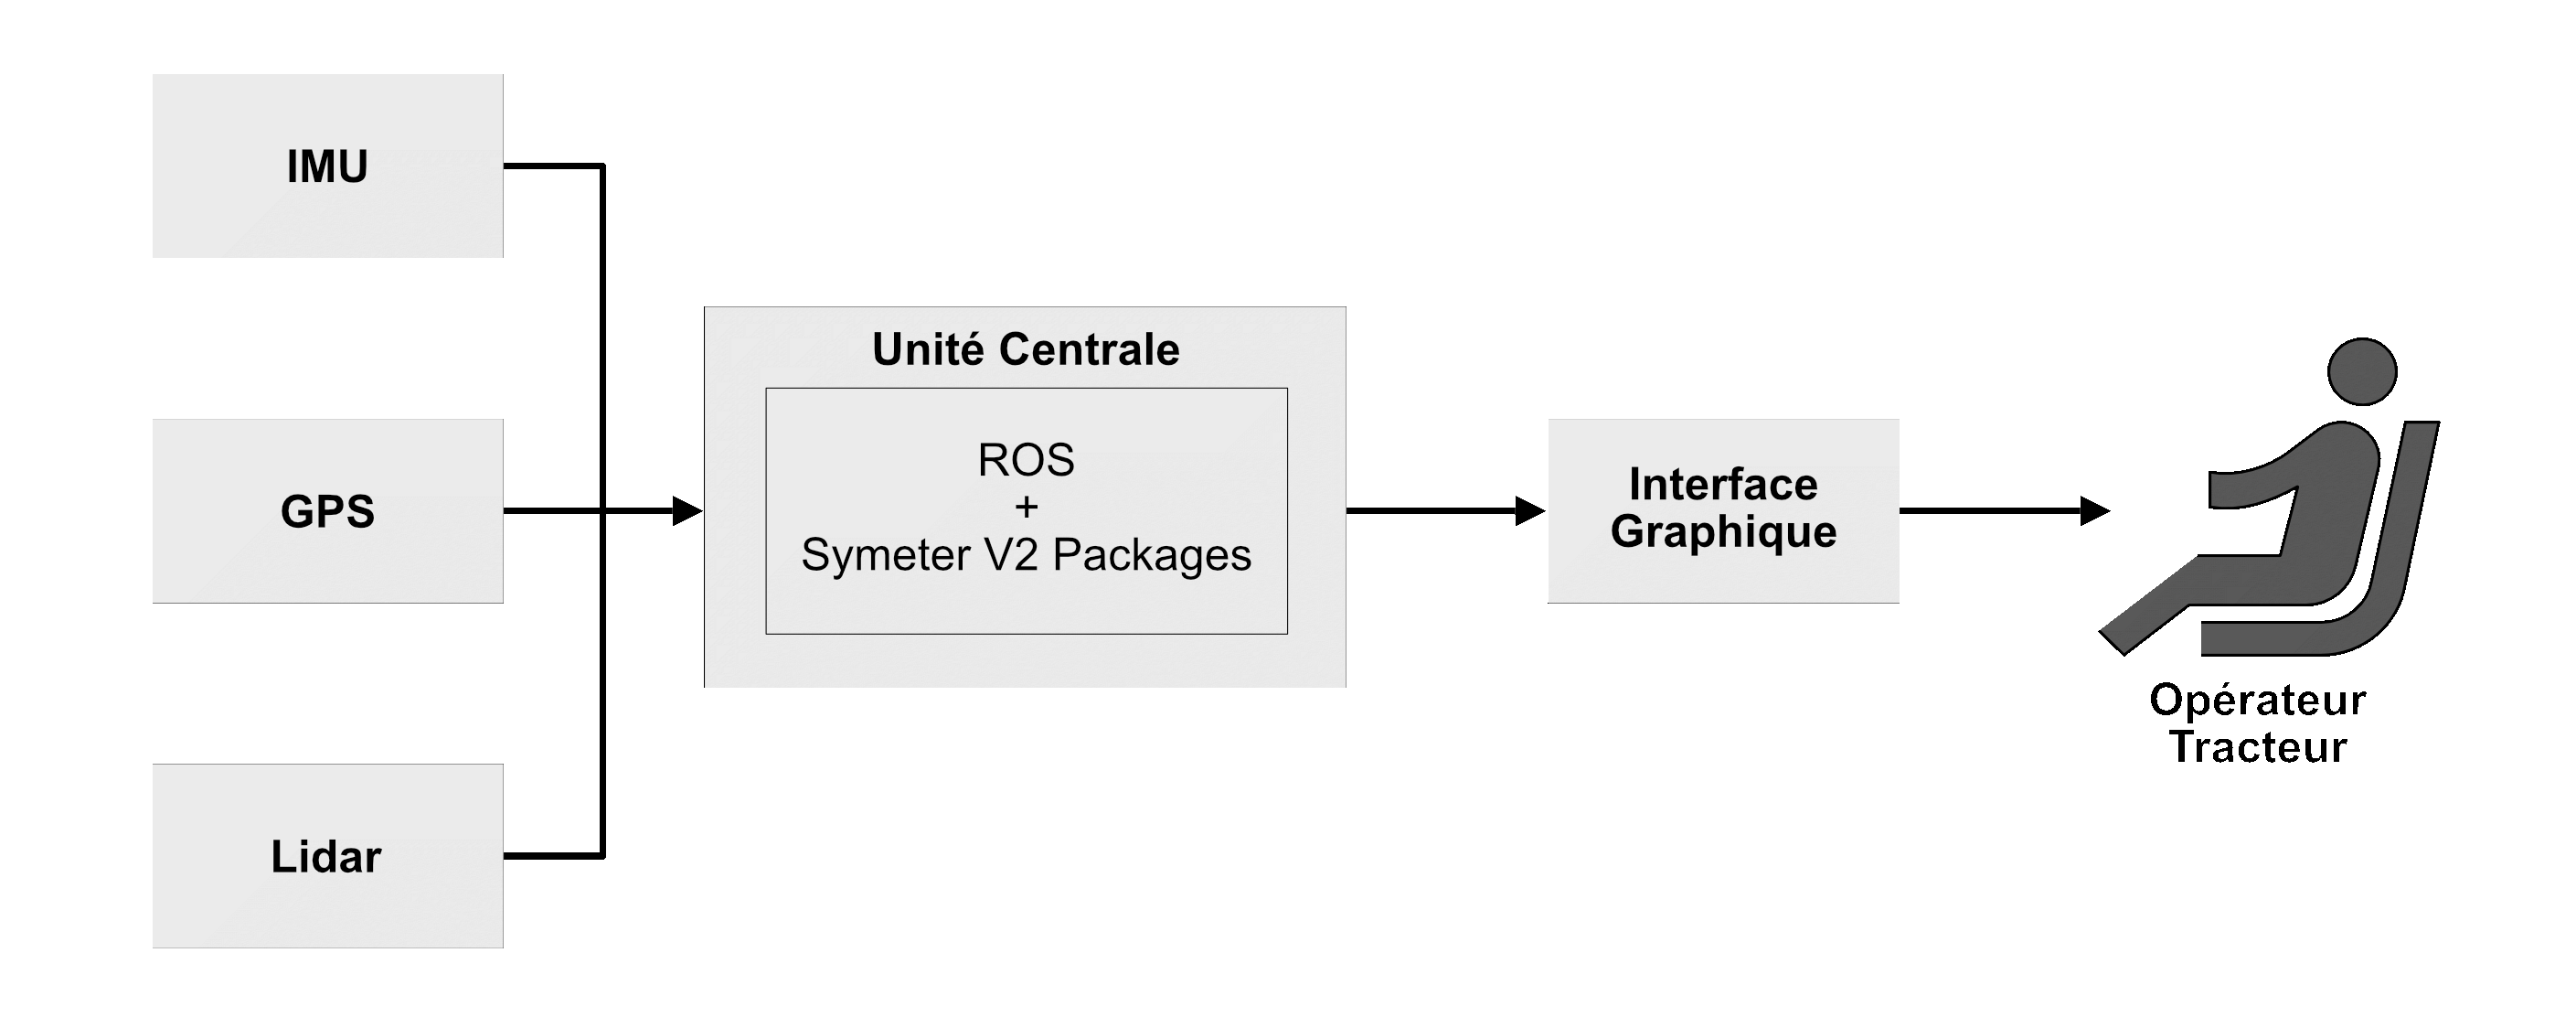 IMU
GPS
Lidar
Unité Centrale
ROS
+
Symeter V2 Packages
Interface
Graphique
Opérateur
Tracteur